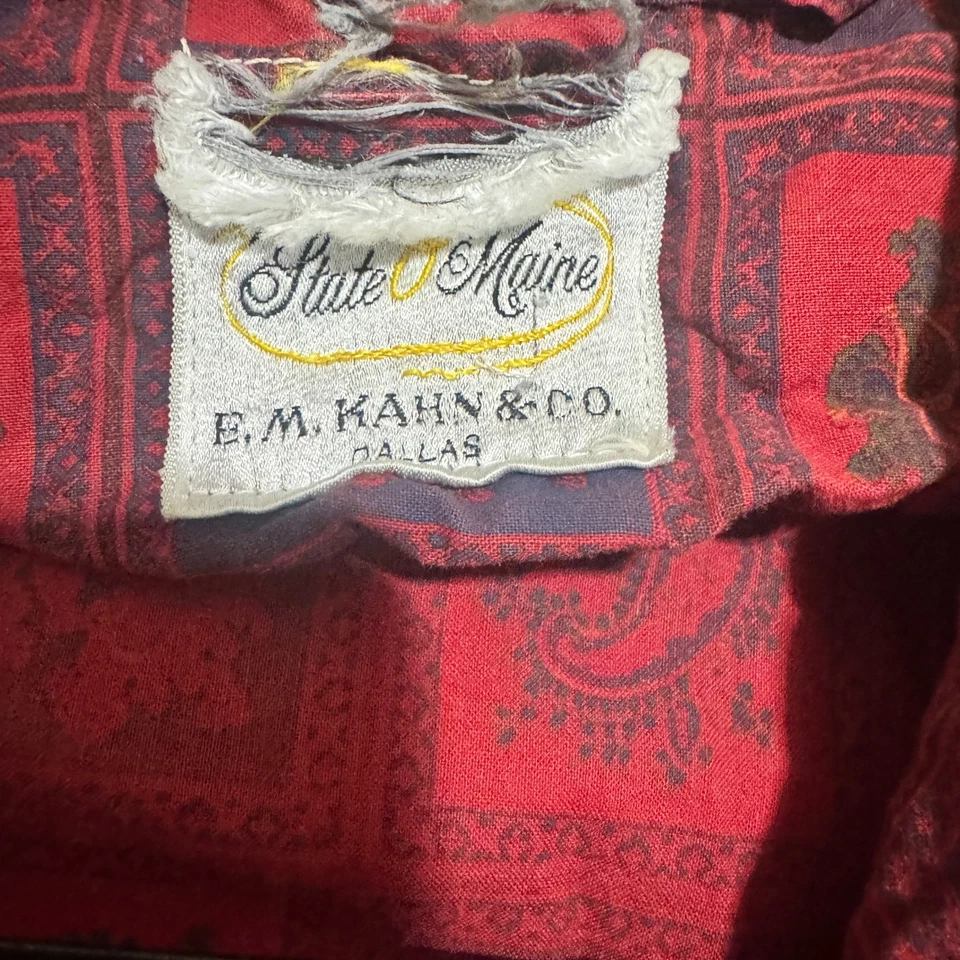 State O Maine
E. M. KAHN & CO.
DALLAS